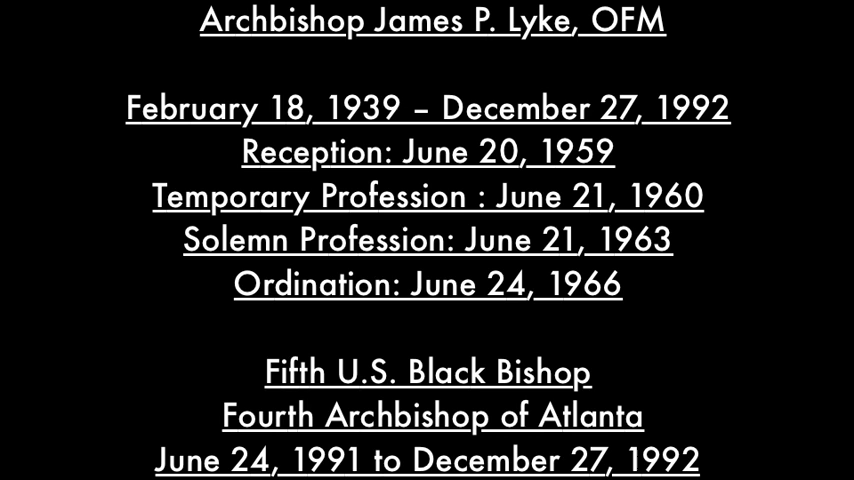 Archbishop James P. Lyke, OFM
February 18, 1939 – December 27, 1992
Reception: June 20, 1959
Temporary Profession : June 21, 1960
Solemn Profession: June 21, 1963
Ordination: June 24, 1966
Fifth U.S. Black Bishop
Fourth Archbishop of Atlanta
June 24, 1991 to December 27, 1992